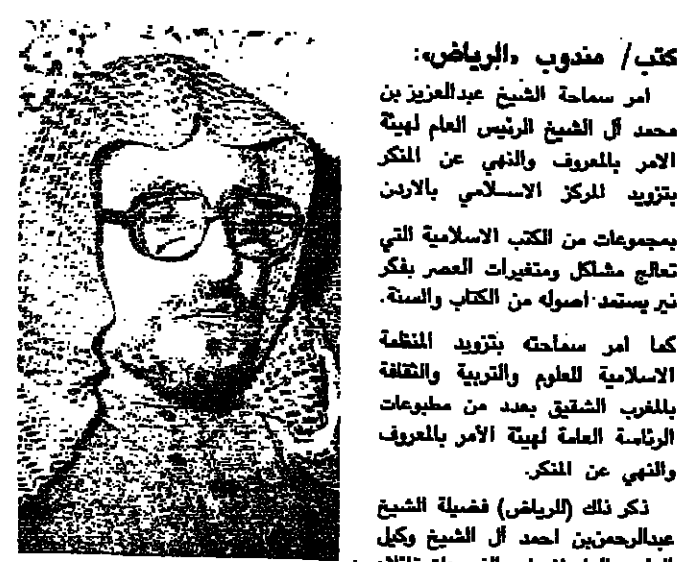 كتب/ مندوب «الرياض»:
امر سماحة الشيخ عبدالعزيز بن
محمد آل الشيخ الرئيس العام لهيئة
الامر بالمعروف والنهي عن المنكر
بتزويد المركز الاسلامي بالاردن
بمجموعات من الكتب الاسلامية التي
تعالج مشاكل ومتغيرات العصر بفكر
نير يستمد اصوله من الكتاب والسنة.
كما امر سماحته بتزويد المنظمة
الاسلامية للعلوم والتربية والثقافة
بالمغرب الشقيق بعدد من مطبوعات
الرئاسة العامة لهيئة الأمر بالمعروف
والنهي عن المنكر.
ذكر ذلك (للرياض) فضيلة الشيخ
عبدالرحمن بن احمد آل الشيخ وكيل